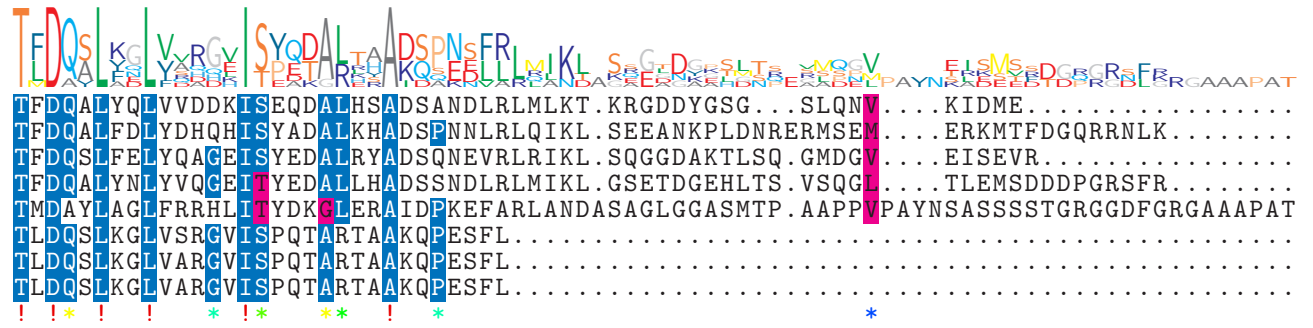 TFDQALYQLVVDDKISEQDALHSADSANDLRLMLKT.KRGDDYGSG...SLQNV....KIDME.................
TFDQALFDLYDHQHISYADALKHADSPNNLRLQIKL.SEEANKPLDNRERMSEM....ERKMTFDGQRRNLK........
TFDQSLFELYQAGEISYEDALRYADSQNEVRLRIKL.SQGGDAKTLSQ.GMDGV....EISEVR................
TFDQALYNLYVQGEITYEDALLHADSSNDLRLMIKL.GSETDGEHLTS.VSQGL....TLEMSDDDPGRSFR........
TMDAYLAGLFRRHLITYDKGLERAIDPKEFARLANDASAGLGGASMTP.AAPPVPAYNSASSSSTGRGGDFGRGAAAPAT
TLDQSLKGLVSRGVISPQTARTAAKQPESFL.................................................
TLDQSLKGLVARGVISPQTARTAAKQPESFL.................................................
TLDQSLKGLVARGVISPQTARTAAKQPESFL.................................................
! ! * ! ! * ! * * * ! * *